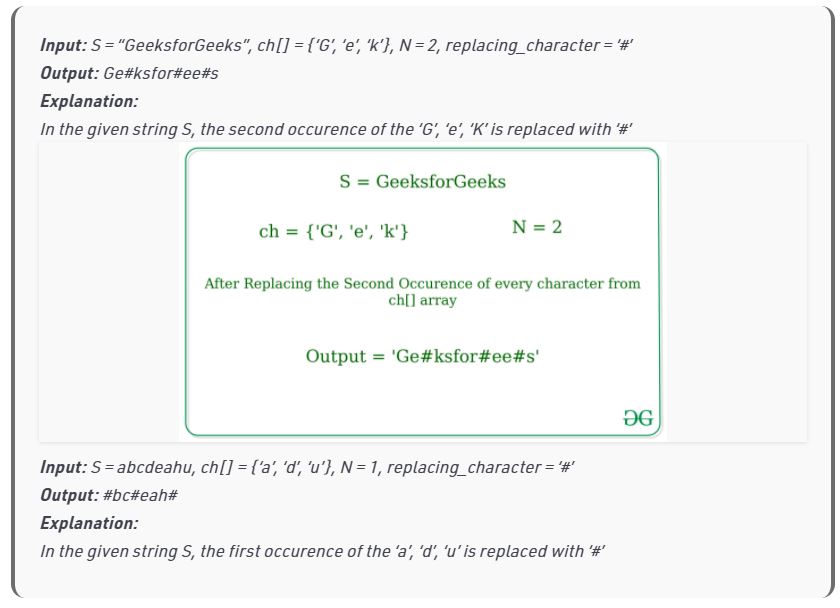 Input: S = “GeeksforGeeks”, ch[] = {‘G’, ‘e’, ‘k’}, N = 2, replacing_character = ‘#’
Output: Ge#ksfor#ee#s
Explanation:
In the given string S, the second occurence of the ‘G’, ‘e’, ‘K’ is replaced with ‘#’
S = GeeksforGeeks
ch = {'G', 'e', 'k'}
N = 2
After Replacing the Second Occurence of every character from
ch[] array
Output = 'Ge#ksfor#ee#s'
Input: S = abcdeahu, ch[] = {‘a’, ‘d’, ‘u’}, N = 1, replacing_character = ‘#’
Output: #bc#eah#
Explanation:
In the given string S, the first occurence of the ‘a’, ‘d’, ‘u’ is replaced with ‘#’